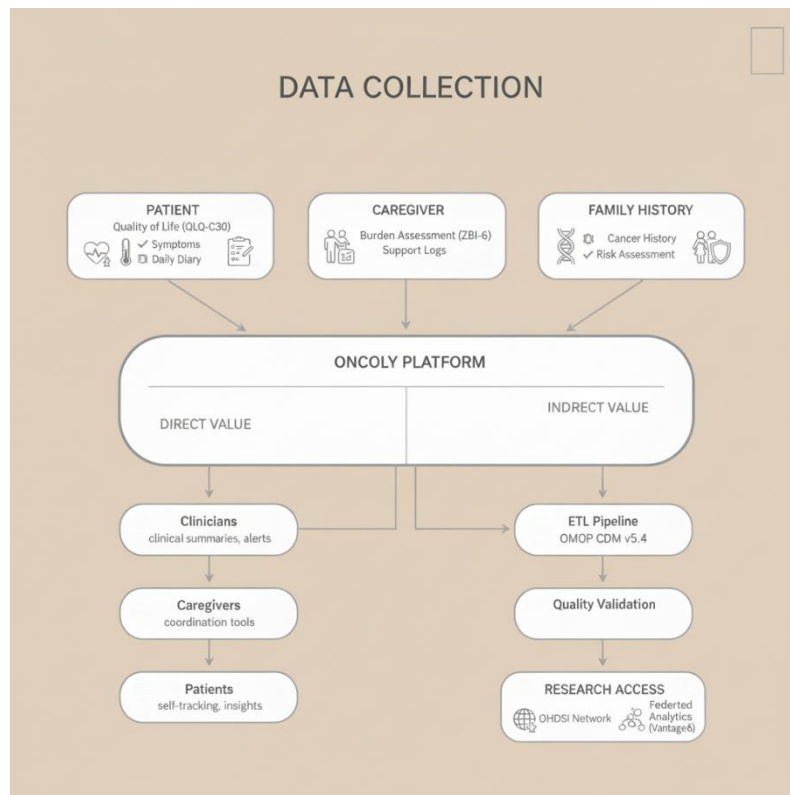 DATA COLLECTION
PATIENT
Quality of Life (QLQ-C30)
Symptoms
Daily Diary
CAREGIVER
Burden Assessment (ZBI-6)
Support Logs
FAMILY HISTORY
Cancer History
Risk Assessment
ONCOLY PLATFORM
DIRECT VALUE
INDRECT VALUE
Clinicians
clinical summaries, alerts
Caregivers
coordination tools
Patients
self-tracking, insights
ETL Pipeline
OMOP CDM v5.4
Quality Validation
RESEARCH ACCESS
OHDSI Network
Federted
Analytics
(Vantage6)